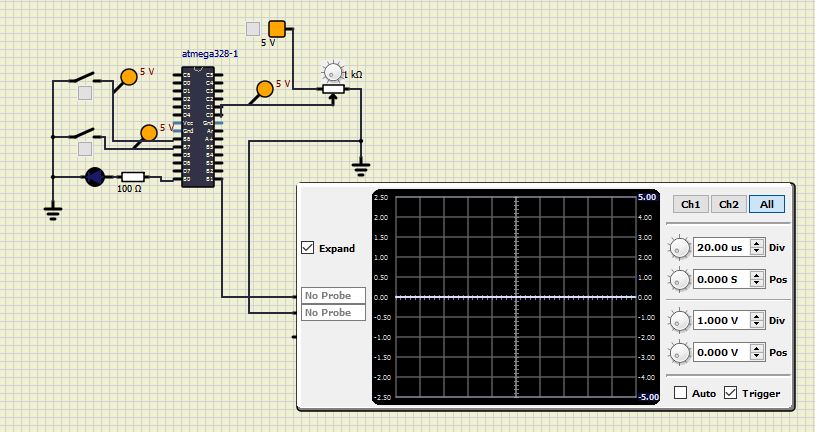 5 V
atmega328-1
5 V
5 V
1 kΩ
5 V
C6 C5
D0 C4
D1 C3
D2 C2
D3 C1
D4 C0
Vcc Gnd
Gnd Ar
B6 A+
B7 B5
D5 B4
D6 B3
D7 B2
B0 B1
100 Ω
2.50 5.00
Ch1 Ch2 All
2.00 4.00
1.50 3.00
Expand
20.00 us Div
1.00 2.00
0.50 1.00
0.000 S Pos
No Probe
0.00 0.00
No Probe
-0.50 -1.00
1.000 V Div
-1.00 -2.00
-1.50 -3.00
0.000 V Pos
-2.00 -4.00
-2.50 -5.00
Auto Trigger